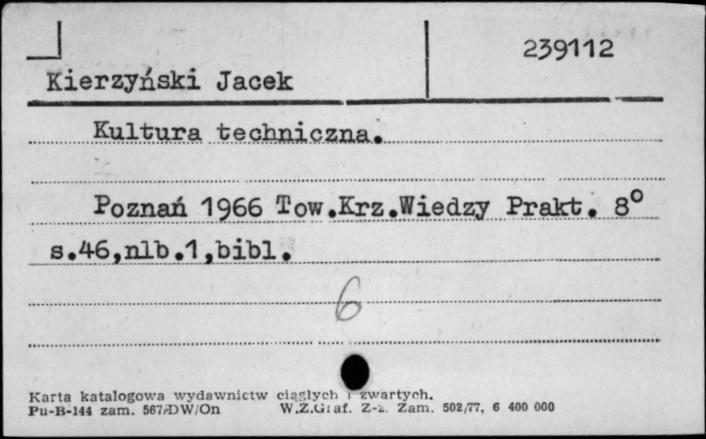 239112
Kierzyński Jacek
Kultura techniczna.
Poznań 1966 Tow.Krz.Wiedzy Prakt. 8°
s.46,nlb.1,bibl.
6
Karta katalogowa wydawnictw ciągłych i zwartych.
Pu-B-144 zam. 567/DW/On W.Z.Graf. Z-2. Zam. 502/77, 6 400 000